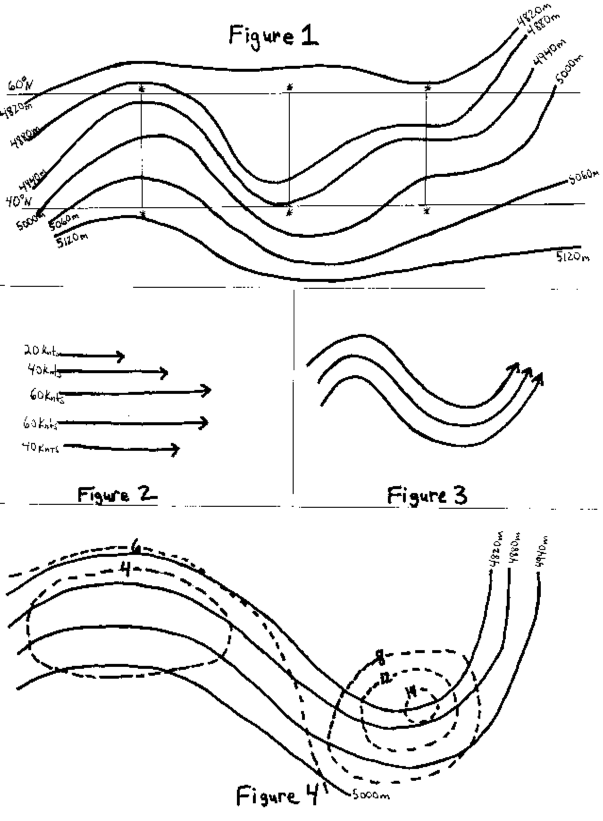 Figure 1
4820m
4880m
4940m
5000m
60°N
4820m
4880m
4940m
40°N
5000m
5060m
5120m
5060m
5120m
20 Knts
40 Knts
60 Knts
60 Knts
40 Knts
Figure 2
Figure 3
6
4
8
12
14
4820m
4880m
4940m
5000m
Figure 4